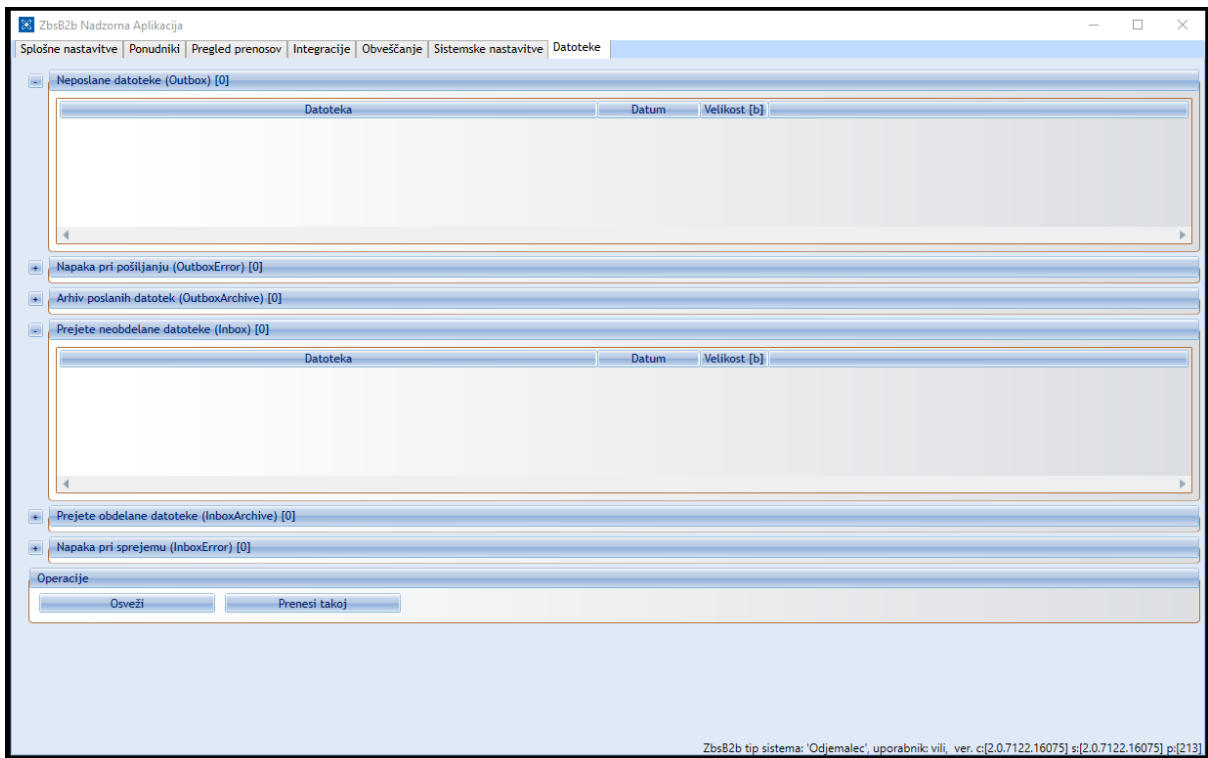 ZbsB2b Nadzorna Aplikacija
Splošne nastavitve Ponudniki Pregled prenosov Integracije Obveščanje Sistemske nastavitve Datoteke
Neposlane datoteke (Outbox) [0]
Datoteka Datum Velikost [b]
Napaka pri pošiljanju (OutboxError) [0]
Arhiv poslanih datotek (OutboxArchive) [0]
Prejete neobdelane datoteke (Inbox) [0]
Datoteka Datum Velikost [b]
Prejete obdelane datoteke (InboxArchive) [0]
Napaka pri sprejemu (InboxError) [0]
Operacije
Osveži Prenesi takoj
ZbsB2b tip sistema: 'Odjemalec', uporabnik: vili, ver. c:[2.0.7122.16075] s:[2.0.7122.16075] p:[213]